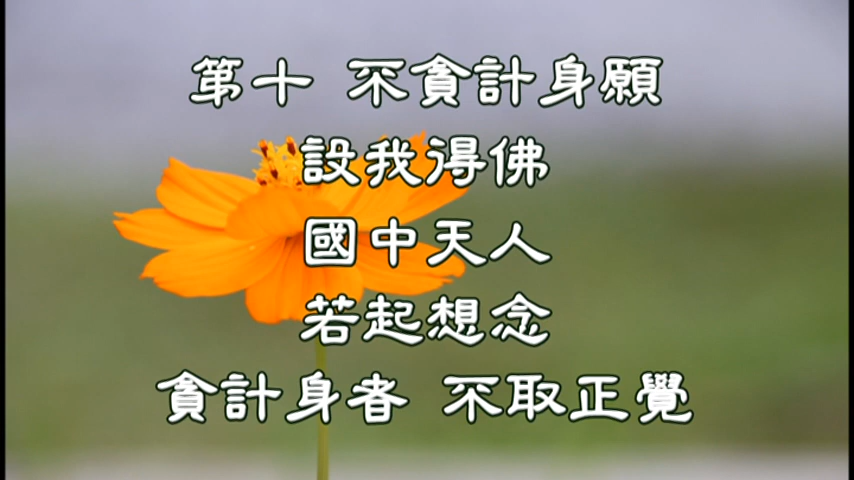 第十 不貪計身願
設我得佛
國中天人
若起想念
貪計身者 不取正覺